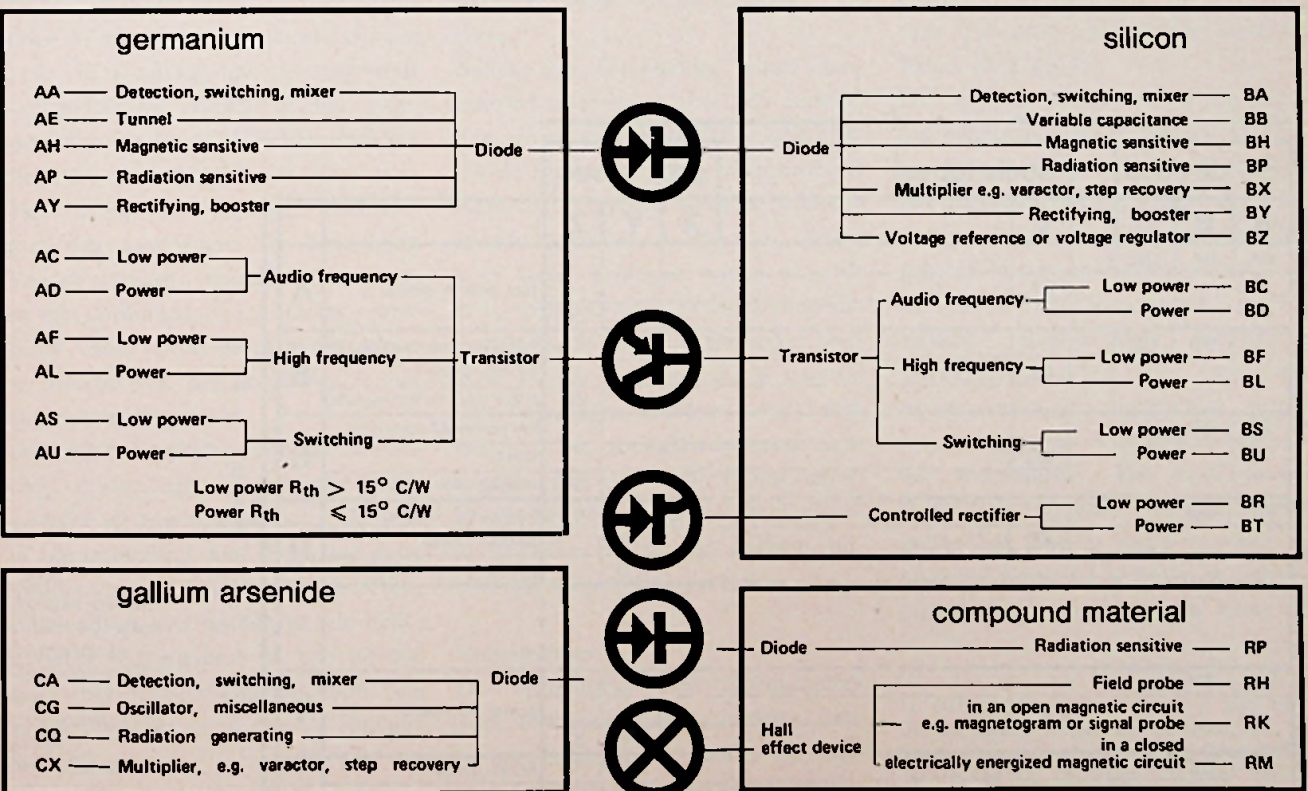 germanium
AA Detection, switching, mixer
AE Tunnel
AH Magnetic sensitive
Diode
AP Radiation sensitive
AY Rectifying, booster
AC Low power
Audio frequency
AD Power
AF Low power
High frequency
Transistor
AL Power
AS Low power
Switching
AU Power
Low power Rth > 15° C/W
Power Rth ⩽ 15° C/W
silicon
Detection, switching, mixer BA
Variable capacitance BB
Diode
Magnetic sensitive BH
Radiation sensitive BP
Multiplier e.g. varactor, step recovery BX
Rectifying, booster BY
Voltage reference or voltage regulator BZ
Audio frequency
Low power BC
Power BD
Transistor
High frequency
Low power BF
Power BL
Switching
Low power BS
Power BU
Controlled rectifier
Low power BR
Power BT
gallium arsenide
CA Detection, switching, mixer
Diode
CG Oscillator, miscellaneous
CQ Radiation generating
CX Multiplier, e.g. varactor, step recovery
compound material
Diode Radiation sensitive RP
Field probe RH
Hall
effect device
in an open magnetic circuit
e.g. magnetogram or signal probe RK
in a closed
electrically energized magnetic circuit RM